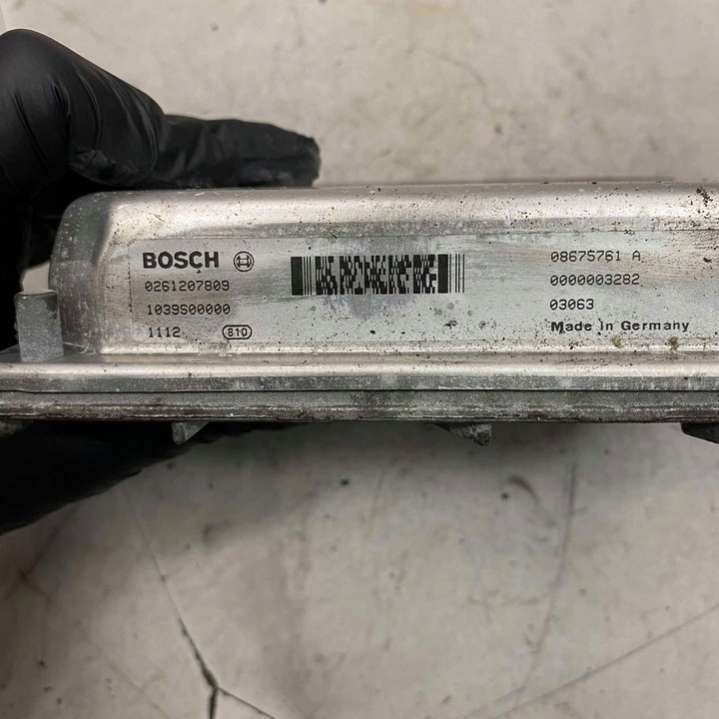 BOSCH
0261207809
1039S00000
1112 810
08675761 A
0000003282
03063
Made in Germany